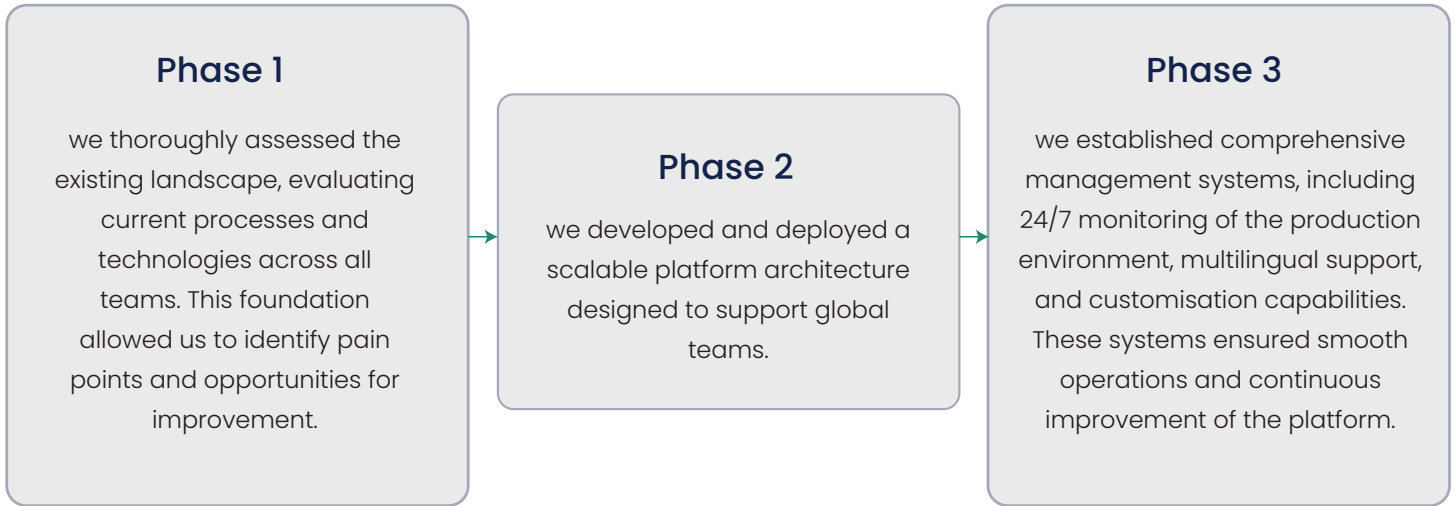 Phase 1
we thoroughly assessed the
existing landscape, evaluating
current processes and
technologies across all
teams. This foundation
allowed us to identify pain
points and opportunities for
improvement.
Phase 2
we developed and deployed a
scalable platform architecture
designed to support global
teams.
Phase 3
we established comprehensive
management systems, including
24/7 monitoring of the production
environment, multilingual support,
and customisation capabilities.
These systems ensured smooth
operations and continuous
improvement of the platform.